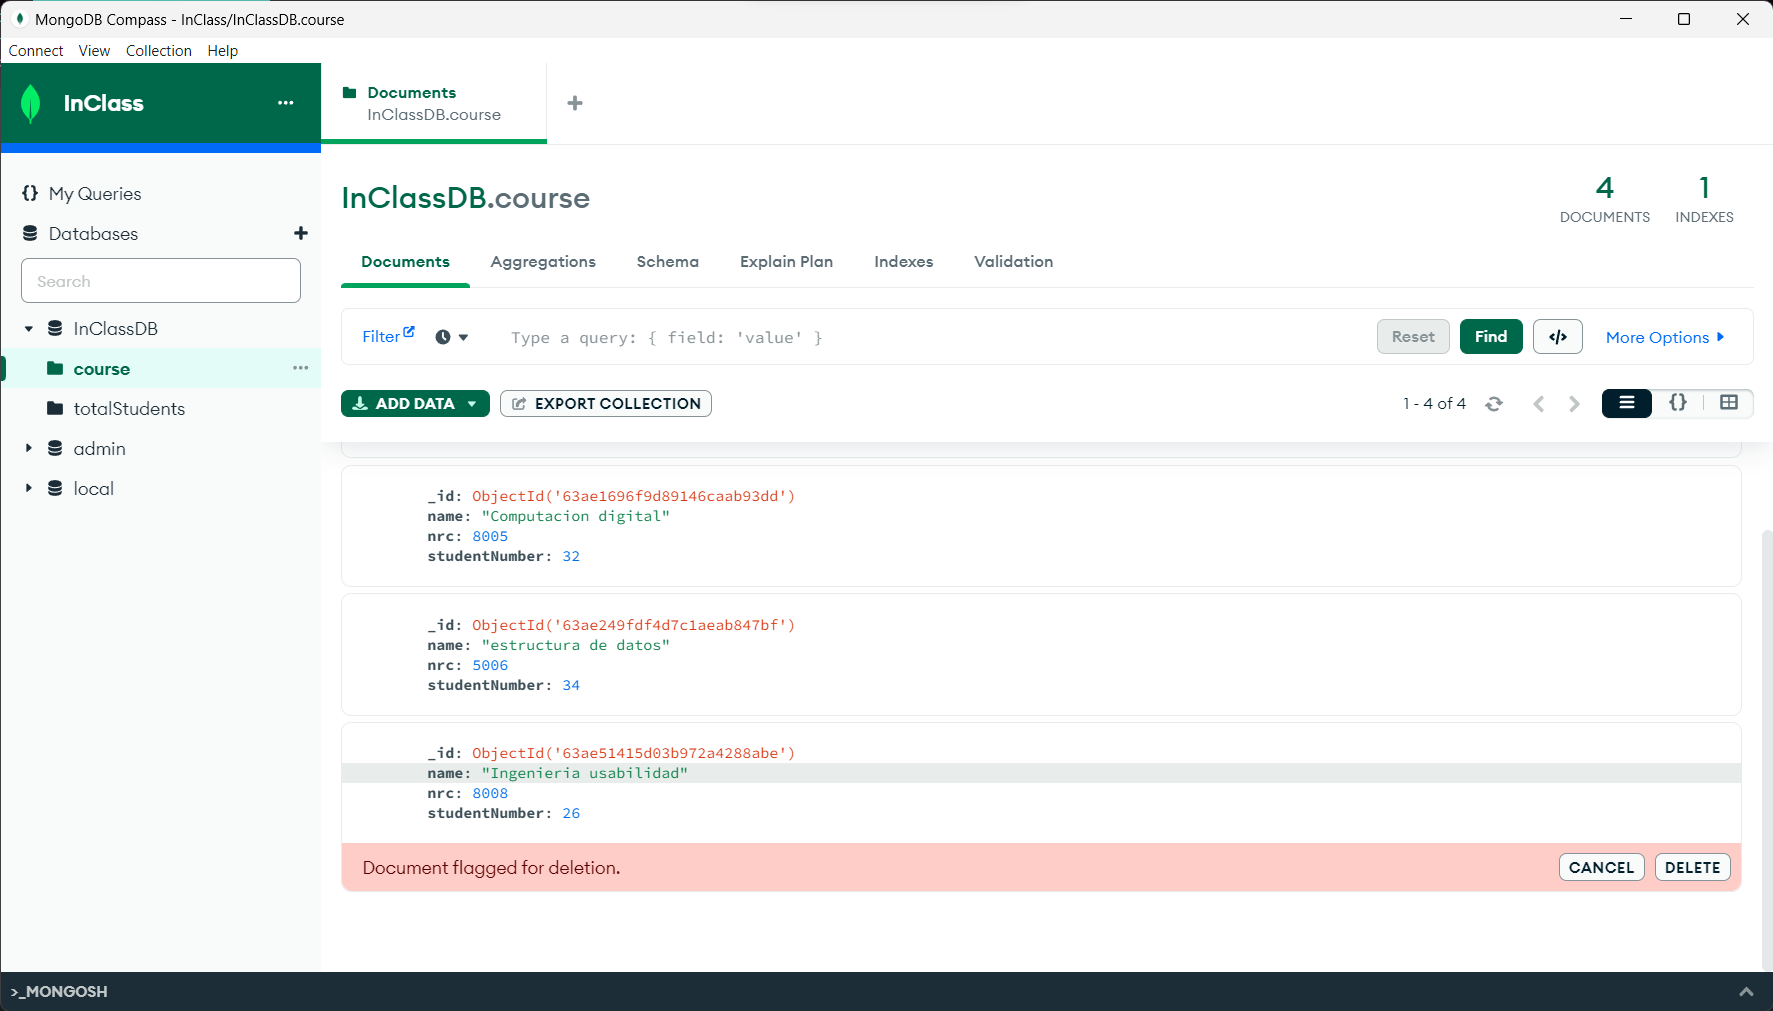 MongoDB Compass - InClass/InClassDB.course
Connect View Collection Help
InClass
Documents
InClassDB.course
My Queries
Databases
Search
InClassDB
course
totalStudents
admin
local
InClassDB.course
4
DOCUMENTS
1
INDEXES
Documents Aggregations Schema Explain Plan Indexes Validation
Filter Type a query: { field: 'value' } Reset Find </> More Options
ADD DATA EXPORT COLLECTION 1 - 4 of 4 {}
_id: ObjectId('63ae1696f9d89146caab93dd')
name: "Computacion digital"
nrc: 8005
studentNumber: 32
_id: ObjectId('63ae249fdf4d7c1aeab847bf')
name: "estructura de datos"
nrc: 5006
studentNumber: 34
_id: ObjectId('63ae51415d03b972a4288abe')
name: "Ingenieria usabilidad"
nrc: 8008
studentNumber: 26
Document flagged for deletion. CANCEL DELETE
>_MONGOSH